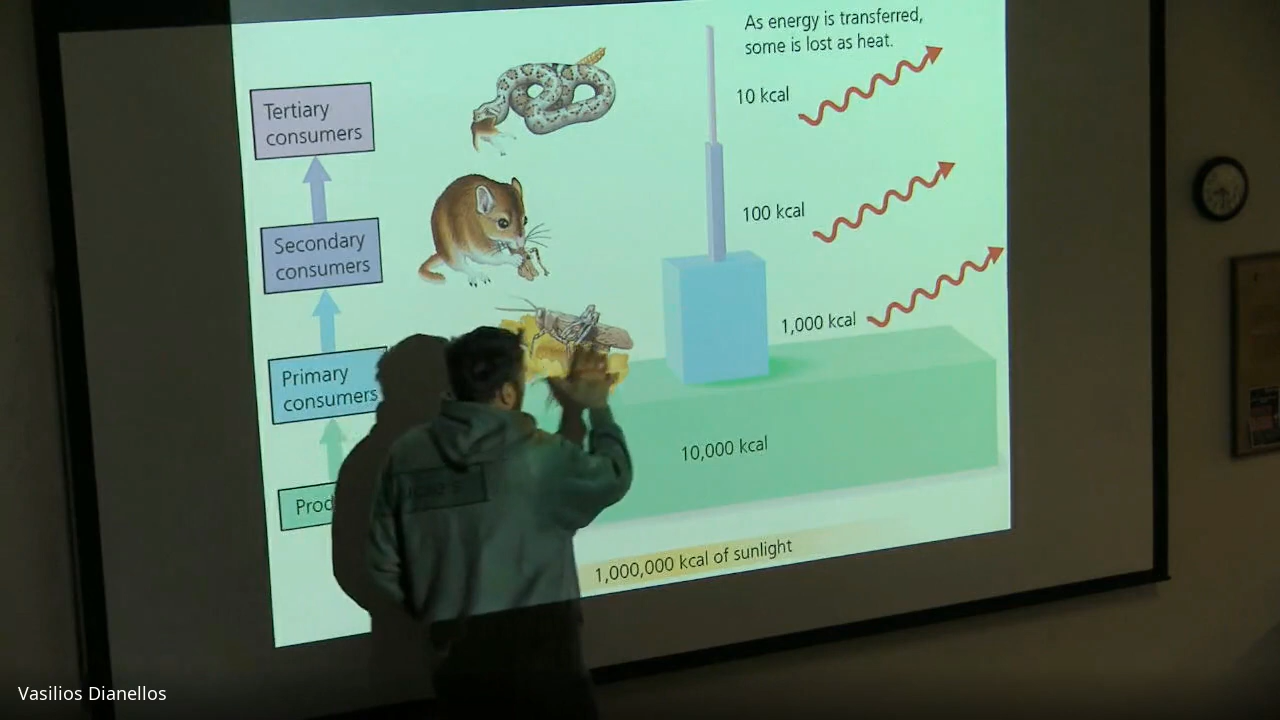 As energy is transferred,
some is lost as heat.
10 kcal
Tertiary
consumers
100 kcal
Secondary
consumers
1,000 kcal
Primary
consumers
10,000 kcal
1,000,000 kcal of sunlight
Vasilios Dianellos